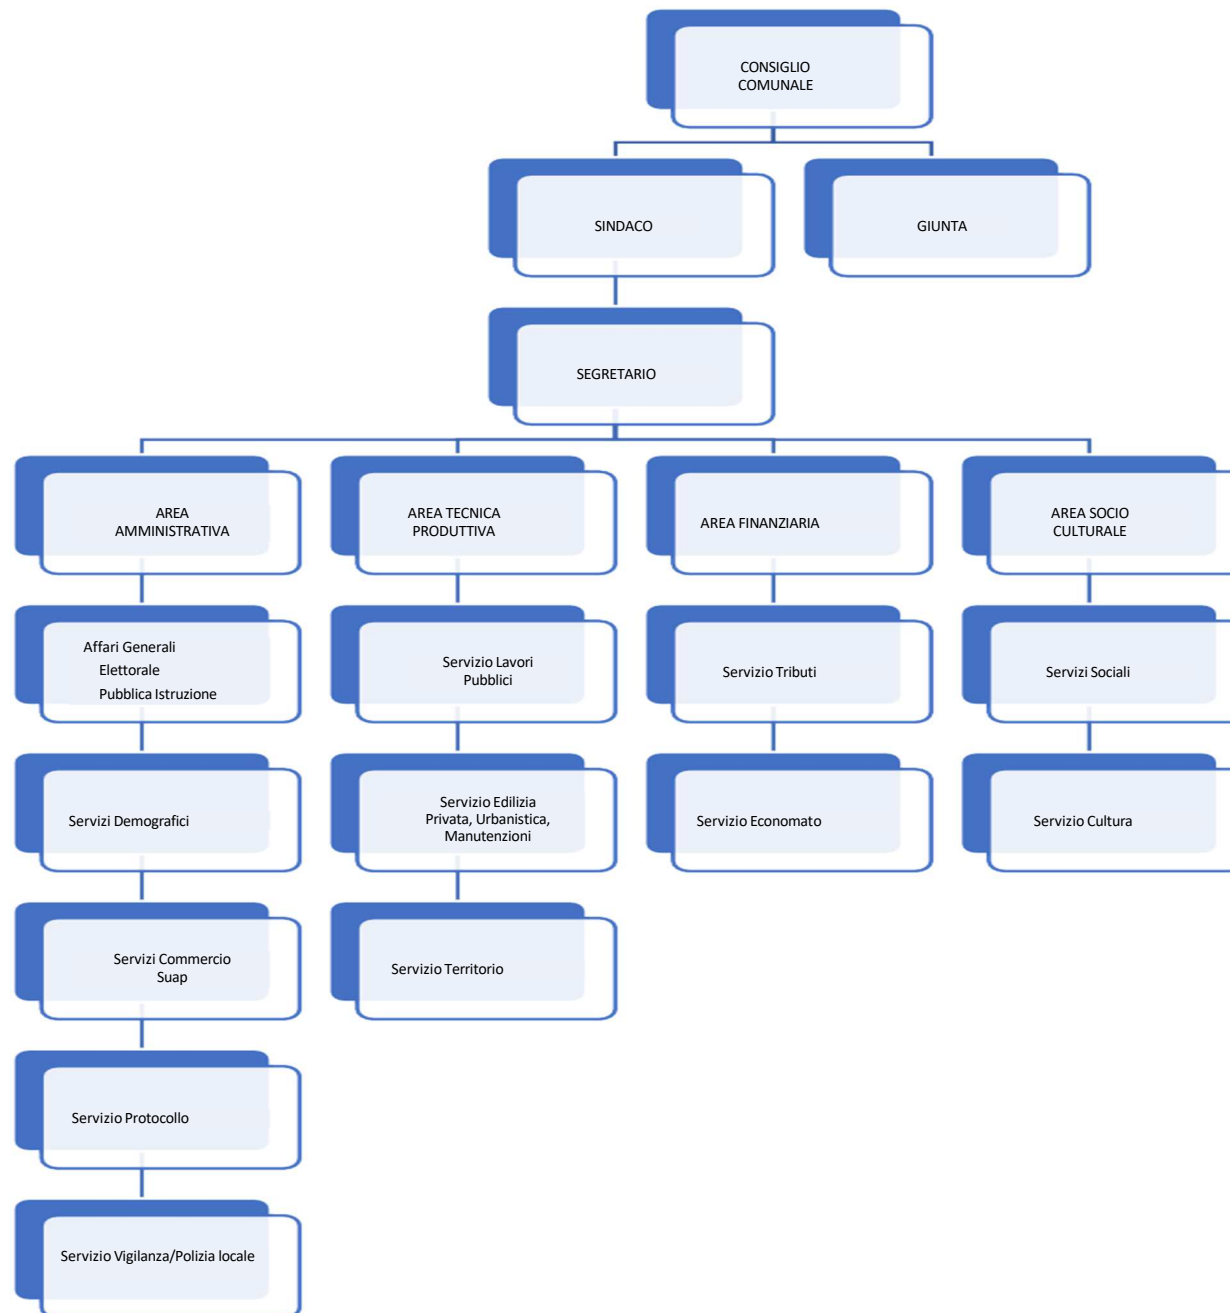 CONSIGLIO
COMUNALE
SINDACO
GIUNTA
SEGRETARIO
AREA
AMMINISTRATIVA
AREA TECNICA
PRODUTTIVA
AREA FINANZIARIA
AREA SOCIO
CULTURALE
Affari Generali
Elettorale
Pubblica Istruzione
Servizio Lavori
Pubblici
Servizio Tributi
Servizi Sociali
Servizi Demografici
Servizio Edilizia
Privata, Urbanistica,
Manutenzioni
Servizio Economato
Servizio Cultura
Servizi Commercio
Suap
Servizio Territorio
Servizio Protocollo
Servizio Vigilanza/Polizia locale